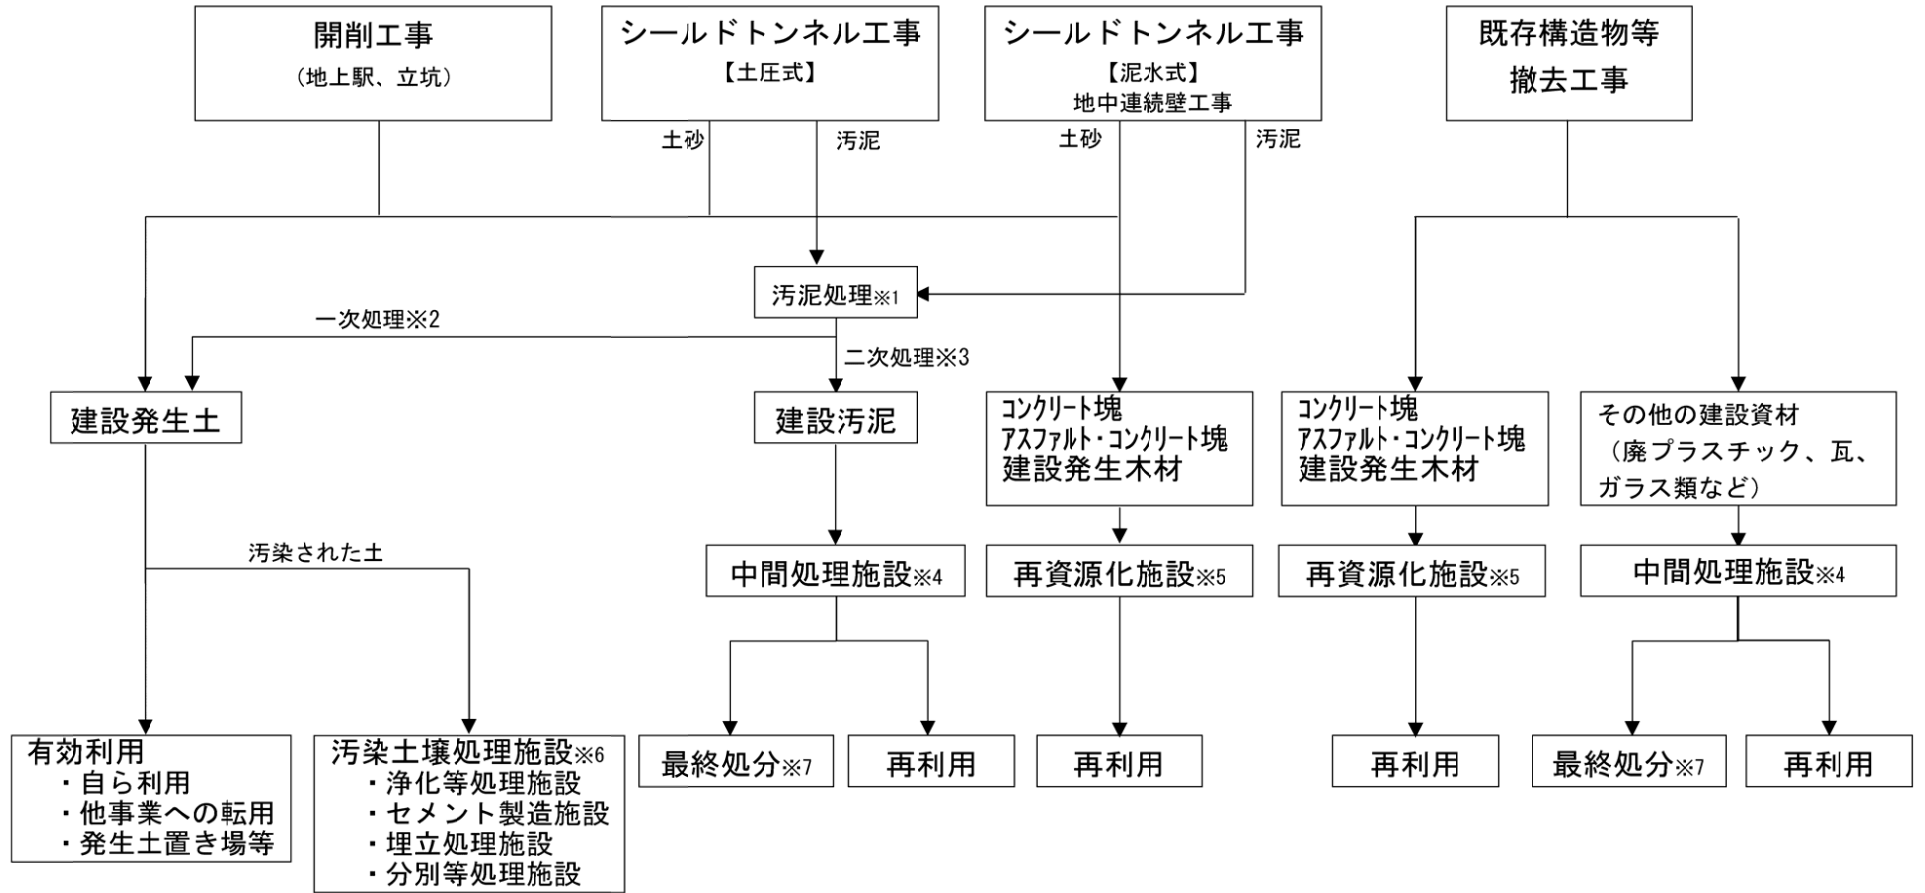 開削工事
（地上駅、立坑）
シールドトンネル工事
【土圧式】
シールドトンネル工事
【泥水式】
地中連続壁工事
既存構造物等
撤去工事
土砂
汚泥
土砂
汚泥
汚泥処理※1
一次処理※2
二次処理※3
建設発生土
建設汚泥
ｺﾝｸﾘｰﾄ塊
ｱｽﾌｧﾙﾄ･ｺﾝｸﾘｰﾄ塊
建設発生木材
ｺﾝｸﾘｰﾄ塊
ｱｽﾌｧﾙﾄ･ｺﾝｸﾘｰﾄ塊
建設発生木材
その他の建設資材
（廃プラスチック、瓦、
ガラス類など）
汚染された土
中間処理施設※4
再資源化施設※5
再資源化施設※5
中間処理施設※4
有効利用
・自ら利用
・他事業への転用
・発生土置き場等
汚染土壌処理施設※6
・浄化等処理施設
・セメント製造施設
・埋立処理施設
・分別等処理施設
最終処分※7
再利用
再利用
再利用
最終処分※7
再利用